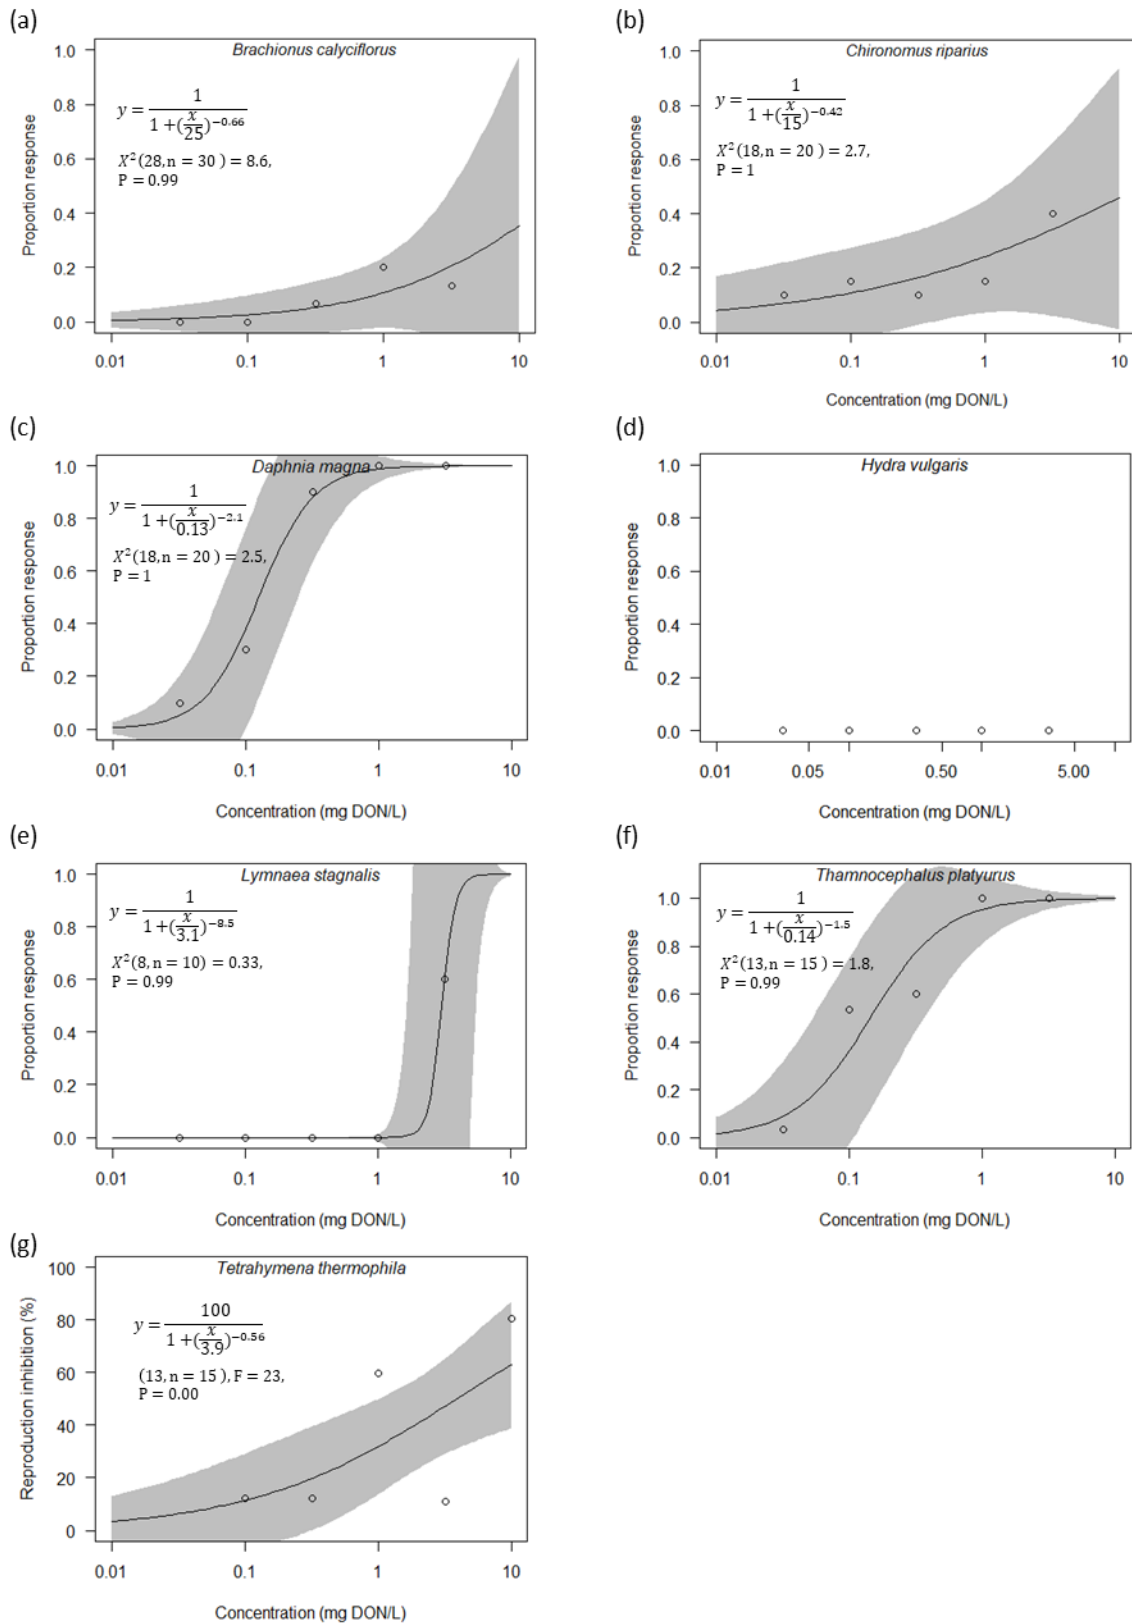 (a)
Brachionus calyciflorus
1.0
0.8
0.6
0.4
0.2
0.0
Proportion response
y = 1 / 1 + (x/25)^−0.66
X²(28, n = 30 ) = 8.6,
P = 0.99
0.01 0.1 1 10
(b)
Chironomus riparius
1.0
0.8
0.6
0.4
0.2
0.0
Proportion response
y = 1 / 1 + (x/15)^−0.42
X²(18, n = 20 ) = 2.7,
P = 1
0.01 0.1 1 10
Concentration (mg DON/L)
(c)
Daphnia magna
1.0
0.8
0.6
0.4
0.2
0.0
Proportion response
y = 1 / 1 + (x/0.13)^−2.1
X²(18, n = 20 ) = 2.5,
P = 1
0.01 0.1 1 10
Concentration (mg DON/L)
(d)
Hydra vulgaris
1.0
0.8
0.6
0.4
0.2
0.0
Proportion response
0.01 0.05 0.50 5.00
(e)
Lymnaea stagnalis
1.0
0.8
0.6
0.4
0.2
0.0
Proportion response
y = 1 / 1 + (x/3.1)^−8.5
X²(8, n = 10) = 0.33,
P = 0.99
0.01 0.1 1 10
Concentration (mg DON/L)
(f)
Thamnocephalus platyurus
1.0
0.8
0.6
0.4
0.2
0.0
Proportion response
y = 1 / 1 + (x/0.14)^−1.5
X²(13, n = 15 ) = 1.8,
P = 0.99
0.01 0.1 1 10
Concentration (mg DON/L)
(g)
Tetrahymena thermophila
100
80
60
40
20
0
Reproduction inhibition (%)
y = 100 / 1 + (x/3.9)^−0.56
(13, n = 15 ), F = 23,
P = 0.00
0.01 0.1 1 10
Concentration (mg DON/L)